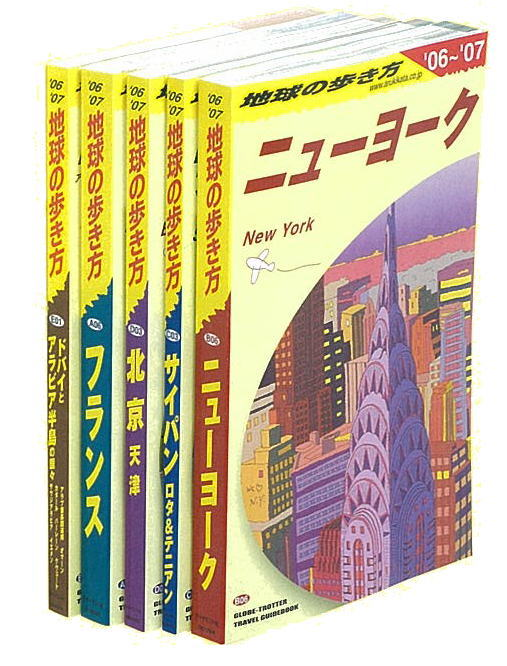 '06
'07
地球の歩き方
E01
ドバイと
アラビア半島の国々
'06
'07
地球の歩き方
A06
フランス
'06
'07
地球の歩き方
D03
北京
天津
'06
'07
地球の歩き方
C03
サイパン
ロタ&テニアン
'06
'07
地球の歩き方
B06
ニューヨーク
地球の歩き方
www.arukikata.co.jp
'06~'07
ニューヨーク
New York
B06
GLOBE-TROTTER
TRAVEL GUIDEBOOK